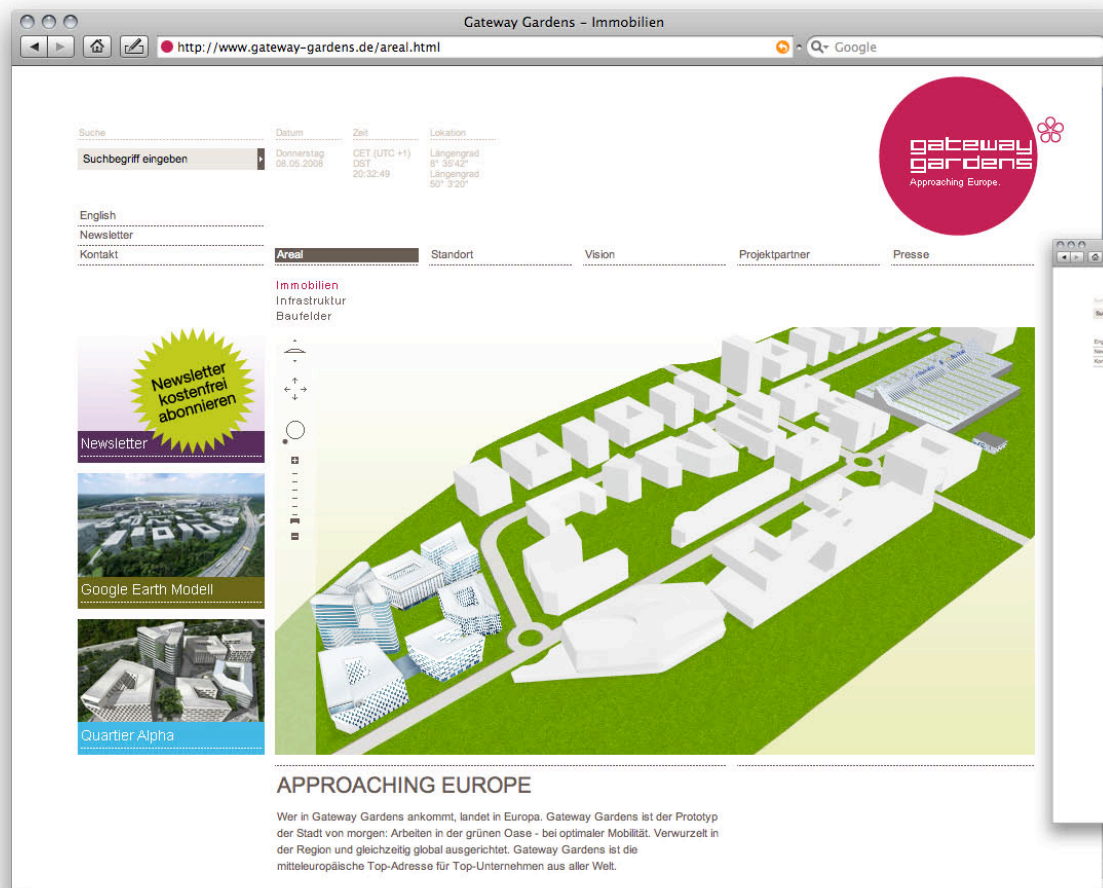 Gateway Gardens – Immobilien
http://www.gateway-gardens.de/areal.html
Google
Suche
Suchbegriff eingeben
Datum
Donnerstag
08.05.2008
Zeit
CET (UTC +1)
DST
20:32:49
Lokation
Längengrad
8° 35'42"
Längengrad
50° 3'20"
gateway
gardens
Approaching Europe.
English
Newsletter
Kontakt
Areal
Standort
Vision
Projektpartner
Presse
Immobilien
Infrastruktur
Baufelder
Newsletter
kostenfrei
abonnieren
Newsletter
Google Earth Modell
Quartier Alpha
APPROACHING EUROPE
Wer in Gateway Gardens ankommt, landet in Europa. Gateway Gardens ist der Prototyp
der Stadt von morgen: Arbeiten in der grünen Oase - bei optimaler Mobilität. Verwurzelt in
der Region und gleichzeitig global ausgerichtet. Gateway Gardens ist die
mitteleuropäische Top-Adresse für Top-Unternehmen aus aller Welt.